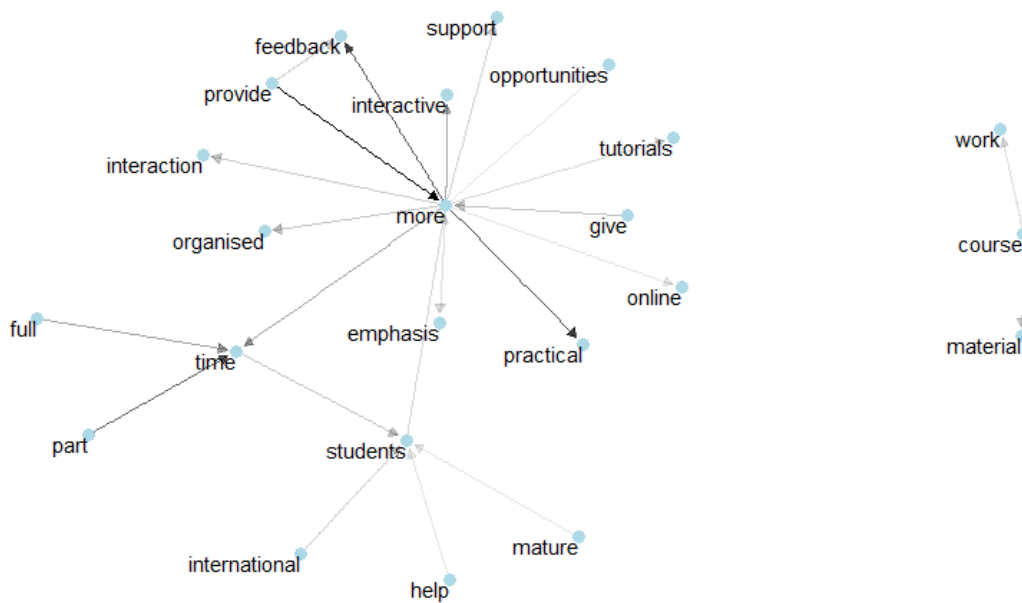 support
feedback
opportunities
provide
interactive
work
tutorials
interaction
more
give
organised
course
online
full
emphasis
material
time
practical
part
students
mature
international
help